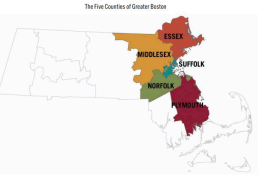 The Five Counties of Greater Boston
ESSEX
MIDDLESEX
SUFFOLK
NORFOLK
PLYMOUTH